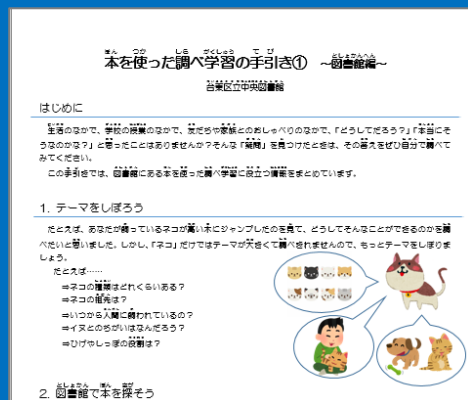 本を使った調べ学習の手引き① ~図書館編~
台東区立中央図書館
はじめに
生活のなかで、学校の授業のなかで、友だちや家族とのおしゃべりのなかで、「どうしてだろう?」「本当にそ
うなのかな?」と思ったことはありませんか?そんな「疑問」を見つけたときは、その答えをぜひ自分で調べて
みてください。
この手引きでは、図書館にある本を使った調べ学習に役立つ情報をまとめています。
1. テーマをしぼろう
たとえば、あなたが飼っているネコが高い木にジャンプしたのを見て、どうしてそんなことができるのかを調
べたいと思いました。しかし、「ネコ」だけではテーマが大きくて調べきれませんので、もっとテーマをしぼりま
しょう。
たとえば……
⇒ネコの種類はどれくらいある?
⇒ネコの祖先は?
⇒いつから人間に飼われているの?
⇒イヌとのちがいはなんだろう?
⇒ひげやしっぽの役割は?
2. 図書館で本を探そう